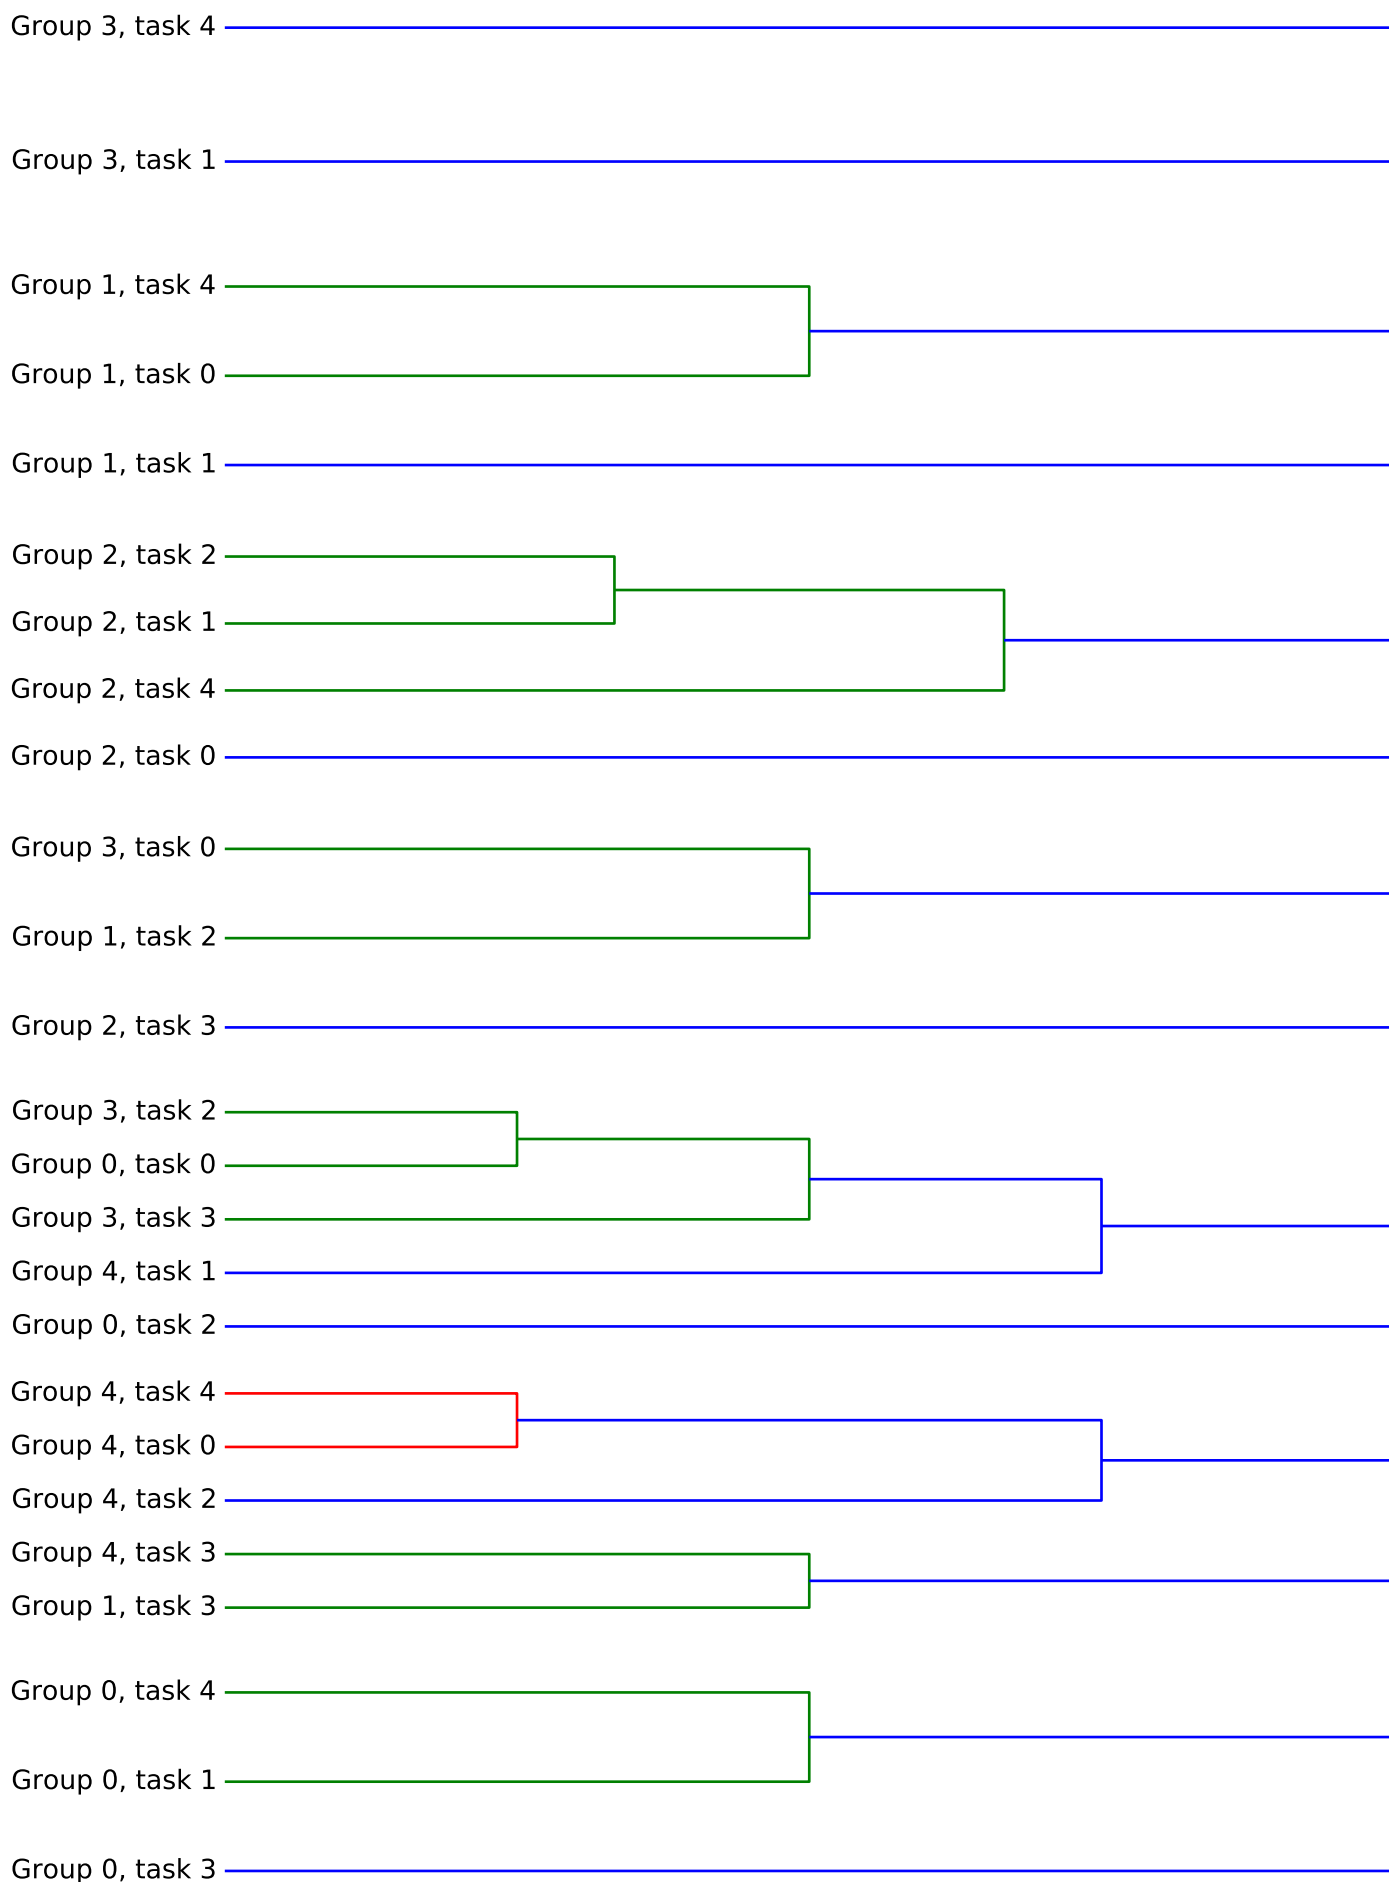 Group 3, task 4
Group 3, task 1
Group 1, task 4
Group 1, task 0
Group 1, task 1
Group 2, task 2
Group 2, task 1
Group 2, task 4
Group 2, task 0
Group 3, task 0
Group 1, task 2
Group 2, task 3
Group 3, task 2
Group 0, task 0
Group 3, task 3
Group 4, task 1
Group 0, task 2
Group 4, task 4
Group 4, task 0
Group 4, task 2
Group 4, task 3
Group 1, task 3
Group 0, task 4
Group 0, task 1
Group 0, task 3